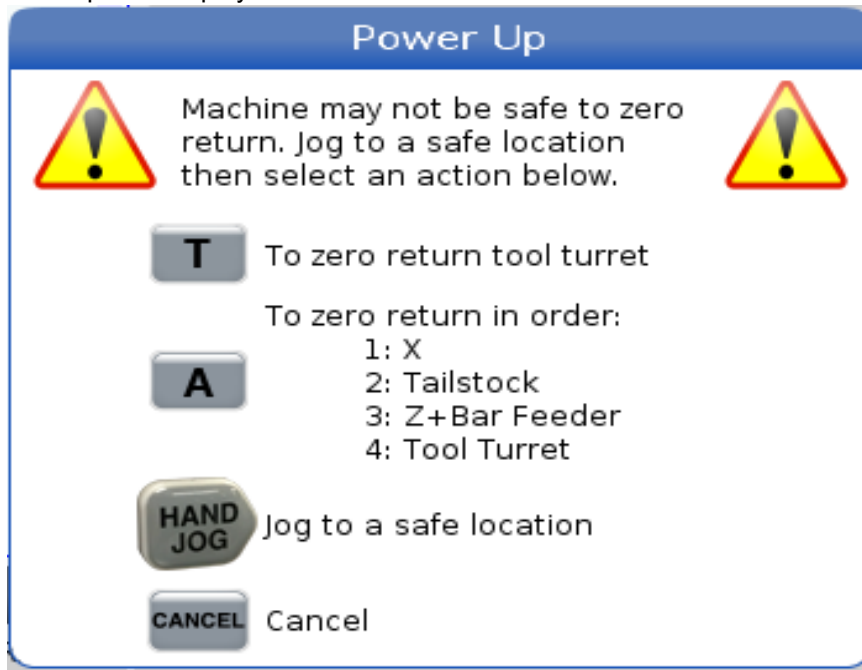 Power Up
Machine may not be safe to zero
return. Jog to a safe location
then select an action below.
T
To zero return tool turret
To zero return in order:
1: X
A
2: Tailstock
3: Z+Bar Feeder
4: Tool Turret
HAND
JOG
Jog to a safe location
CANCEL
Cancel